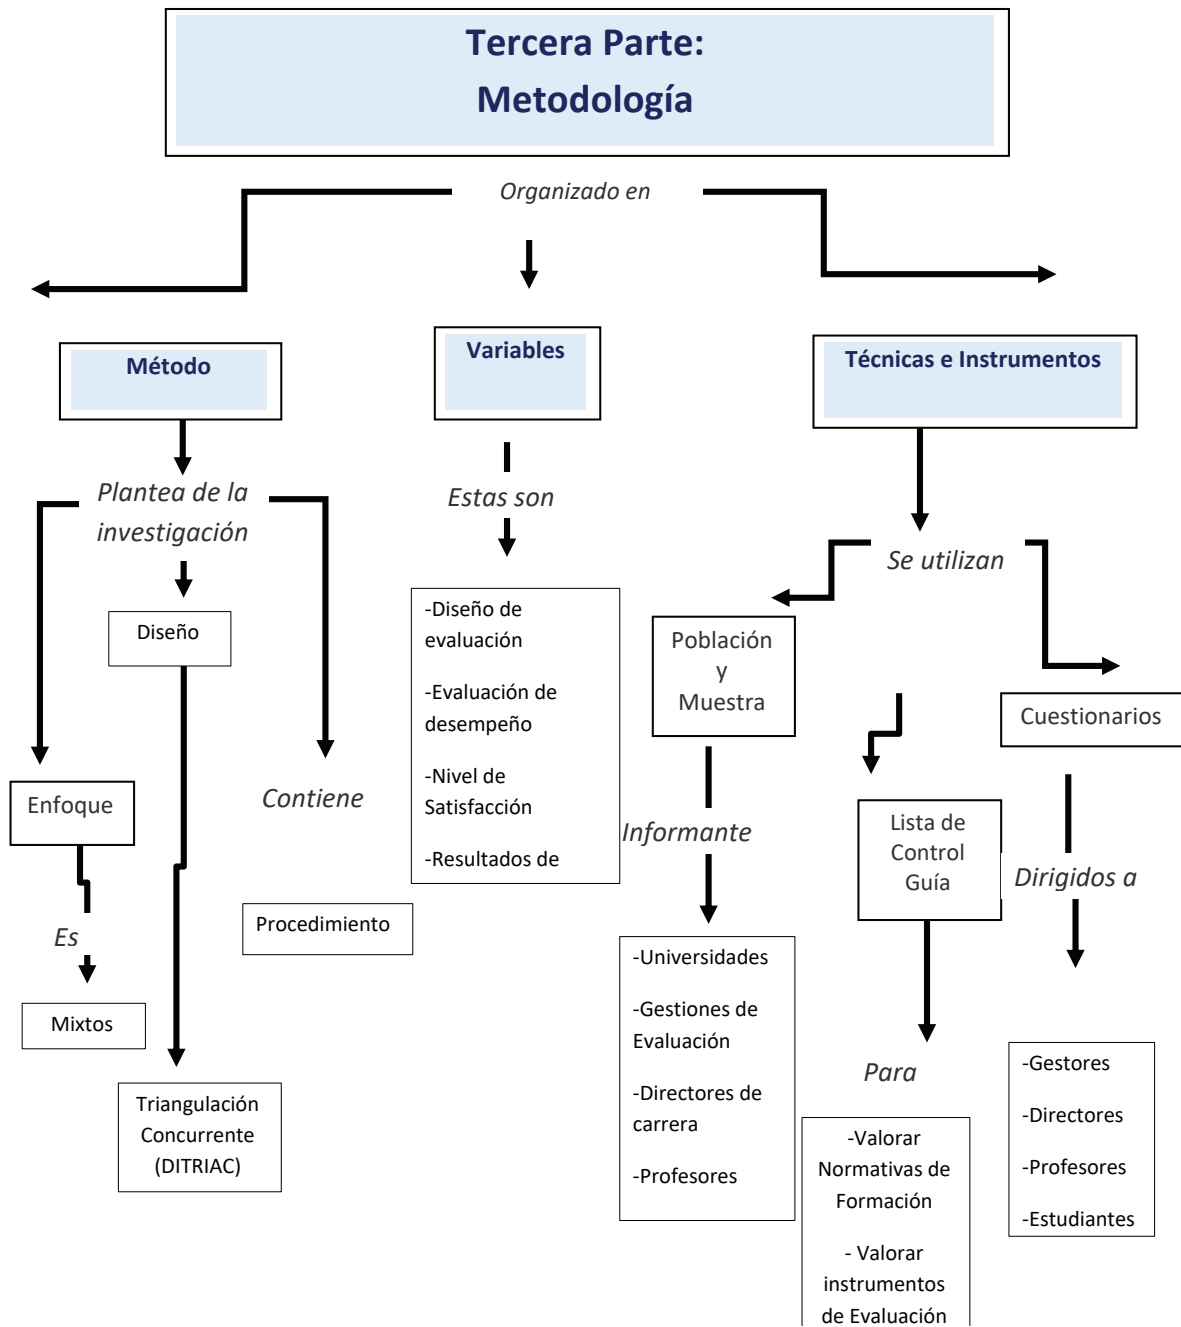 Tercera Parte:
Metodología
Organizado en
Método
Variables
Técnicas e Instrumentos
Plantea de la
investigación
Estas son
Se utilizan
Diseño
-Diseño de
evaluación
-Evaluación de
desempeño
-Nivel de
Satisfacción
-Resultados de
Población
y
Muestra
Cuestionarios
Enfoque
Contiene
Informante
Lista de
Control
Guía
Dirigidos a
Es
Procedimiento
Mixtos
-Universidades
-Gestiones de
Evaluación
-Directores de
carrera
-Profesores
Para
-Gestores
-Directores
-Profesores
-Estudiantes
Triangulación
Concurrente
(DITRIAC)
-Valorar
Normativas de
Formación
- Valorar
instrumentos
de Evaluación